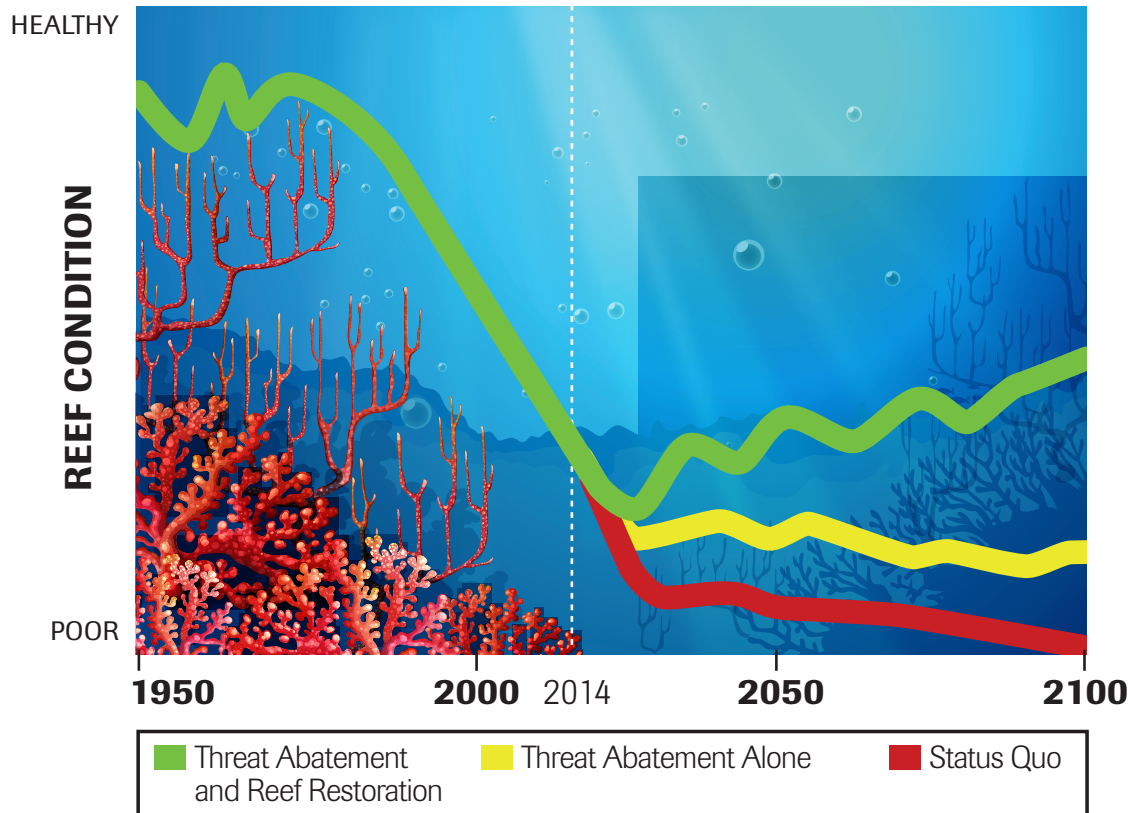 HEALTHY
REEF CONDITION
POOR
1950 2000 2014 2050 2100
Threat Abatement
and Reef Restoration
Threat Abatement Alone
Status Quo